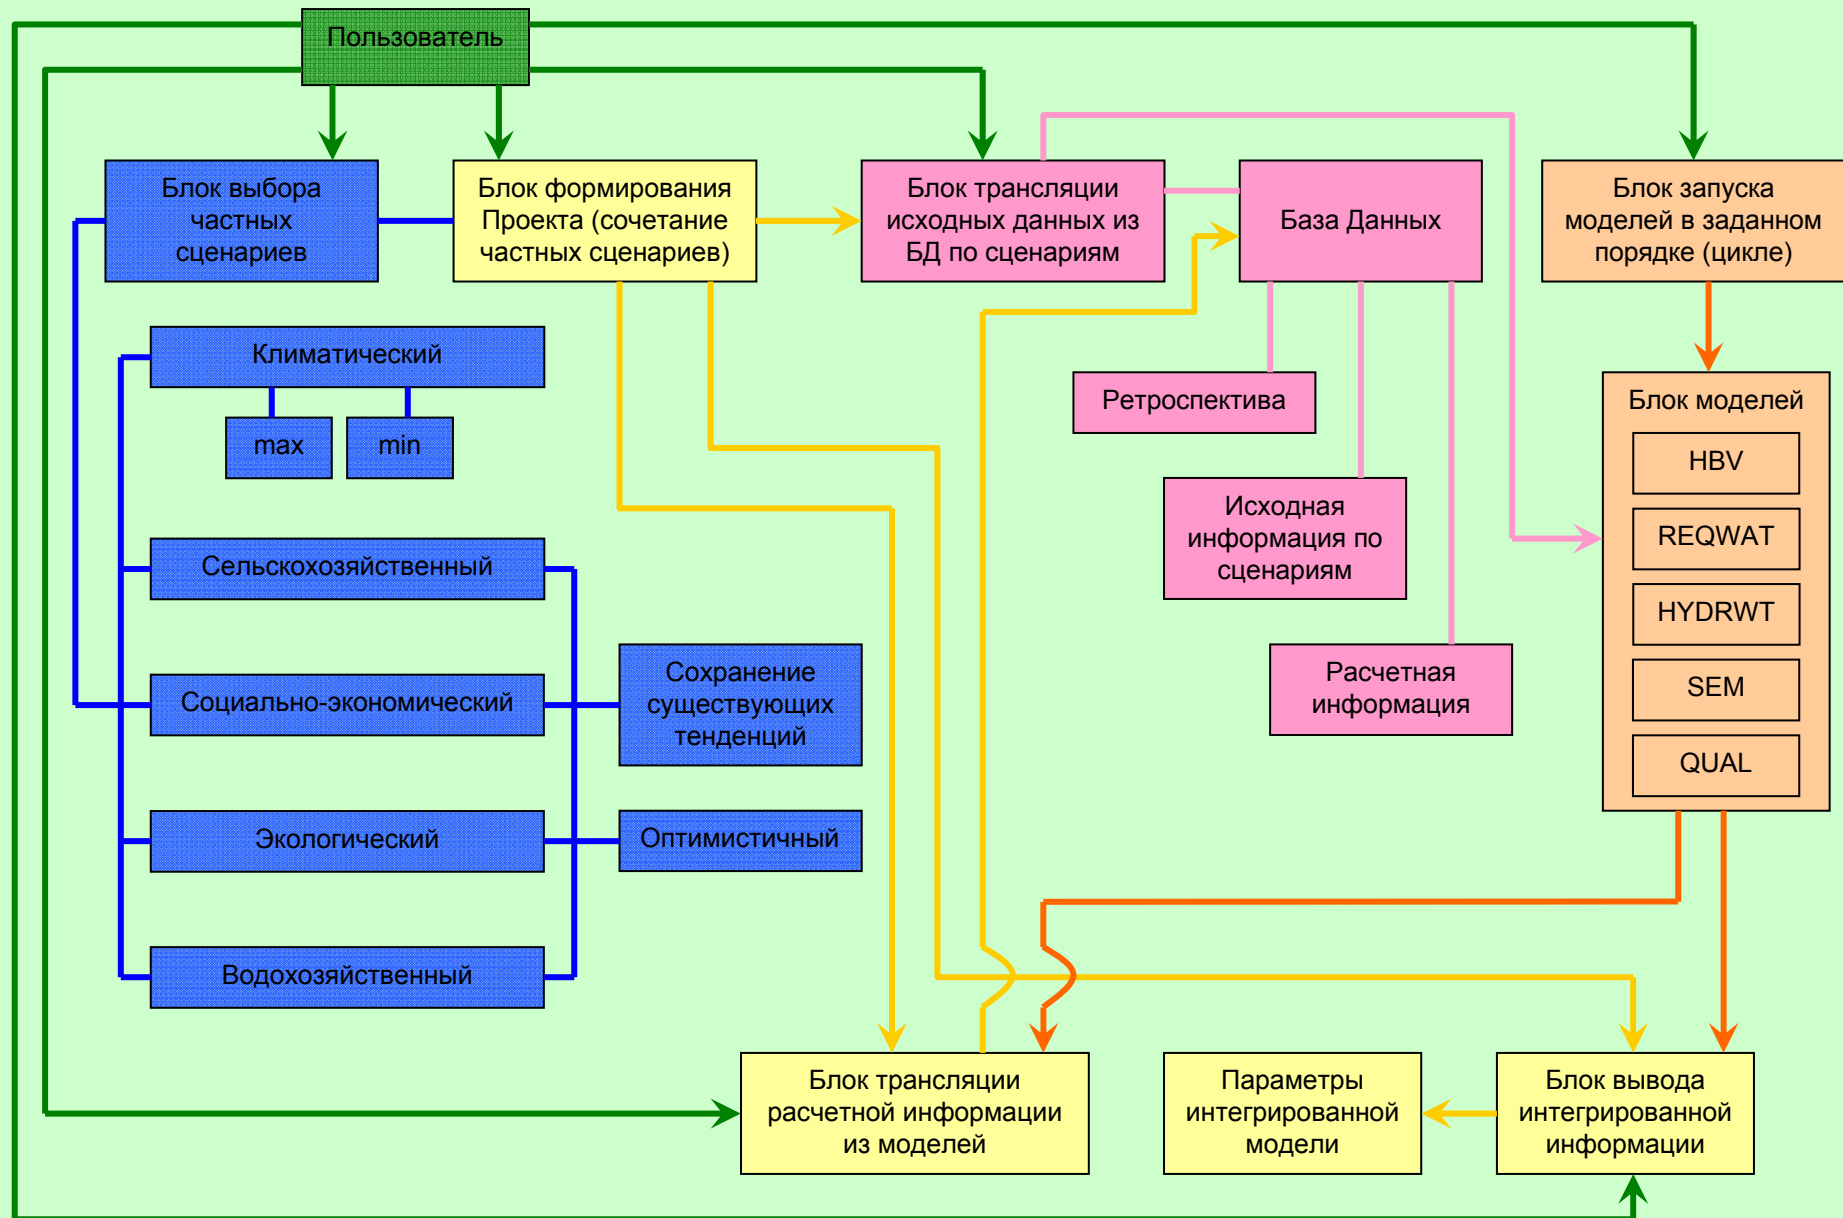 Пользователь
Блок выбора
частных
сценариев
Блок формирования
Проекта (сочетание
частных сценариев)
Блок трансляции
исходных данных из
БД по сценариям
База Данных
Блок запуска
моделей в заданном
порядке (цикле)
Климатический
max
min
Сельскохозяйственный
Социально-экономический
Экологический
Водохозяйственный
Сохранение
существующих
тенденций
Оптимистичный
Ретроспектива
Исходная
информация по
сценариям
Расчетная
информация
Блок моделей
HBV
REQWAT
HYDRWT
SEM
QUAL
Блок трансляции
расчетной информации
из моделей
Параметры
интегрированной
модели
Блок вывода
интегрированной
информации